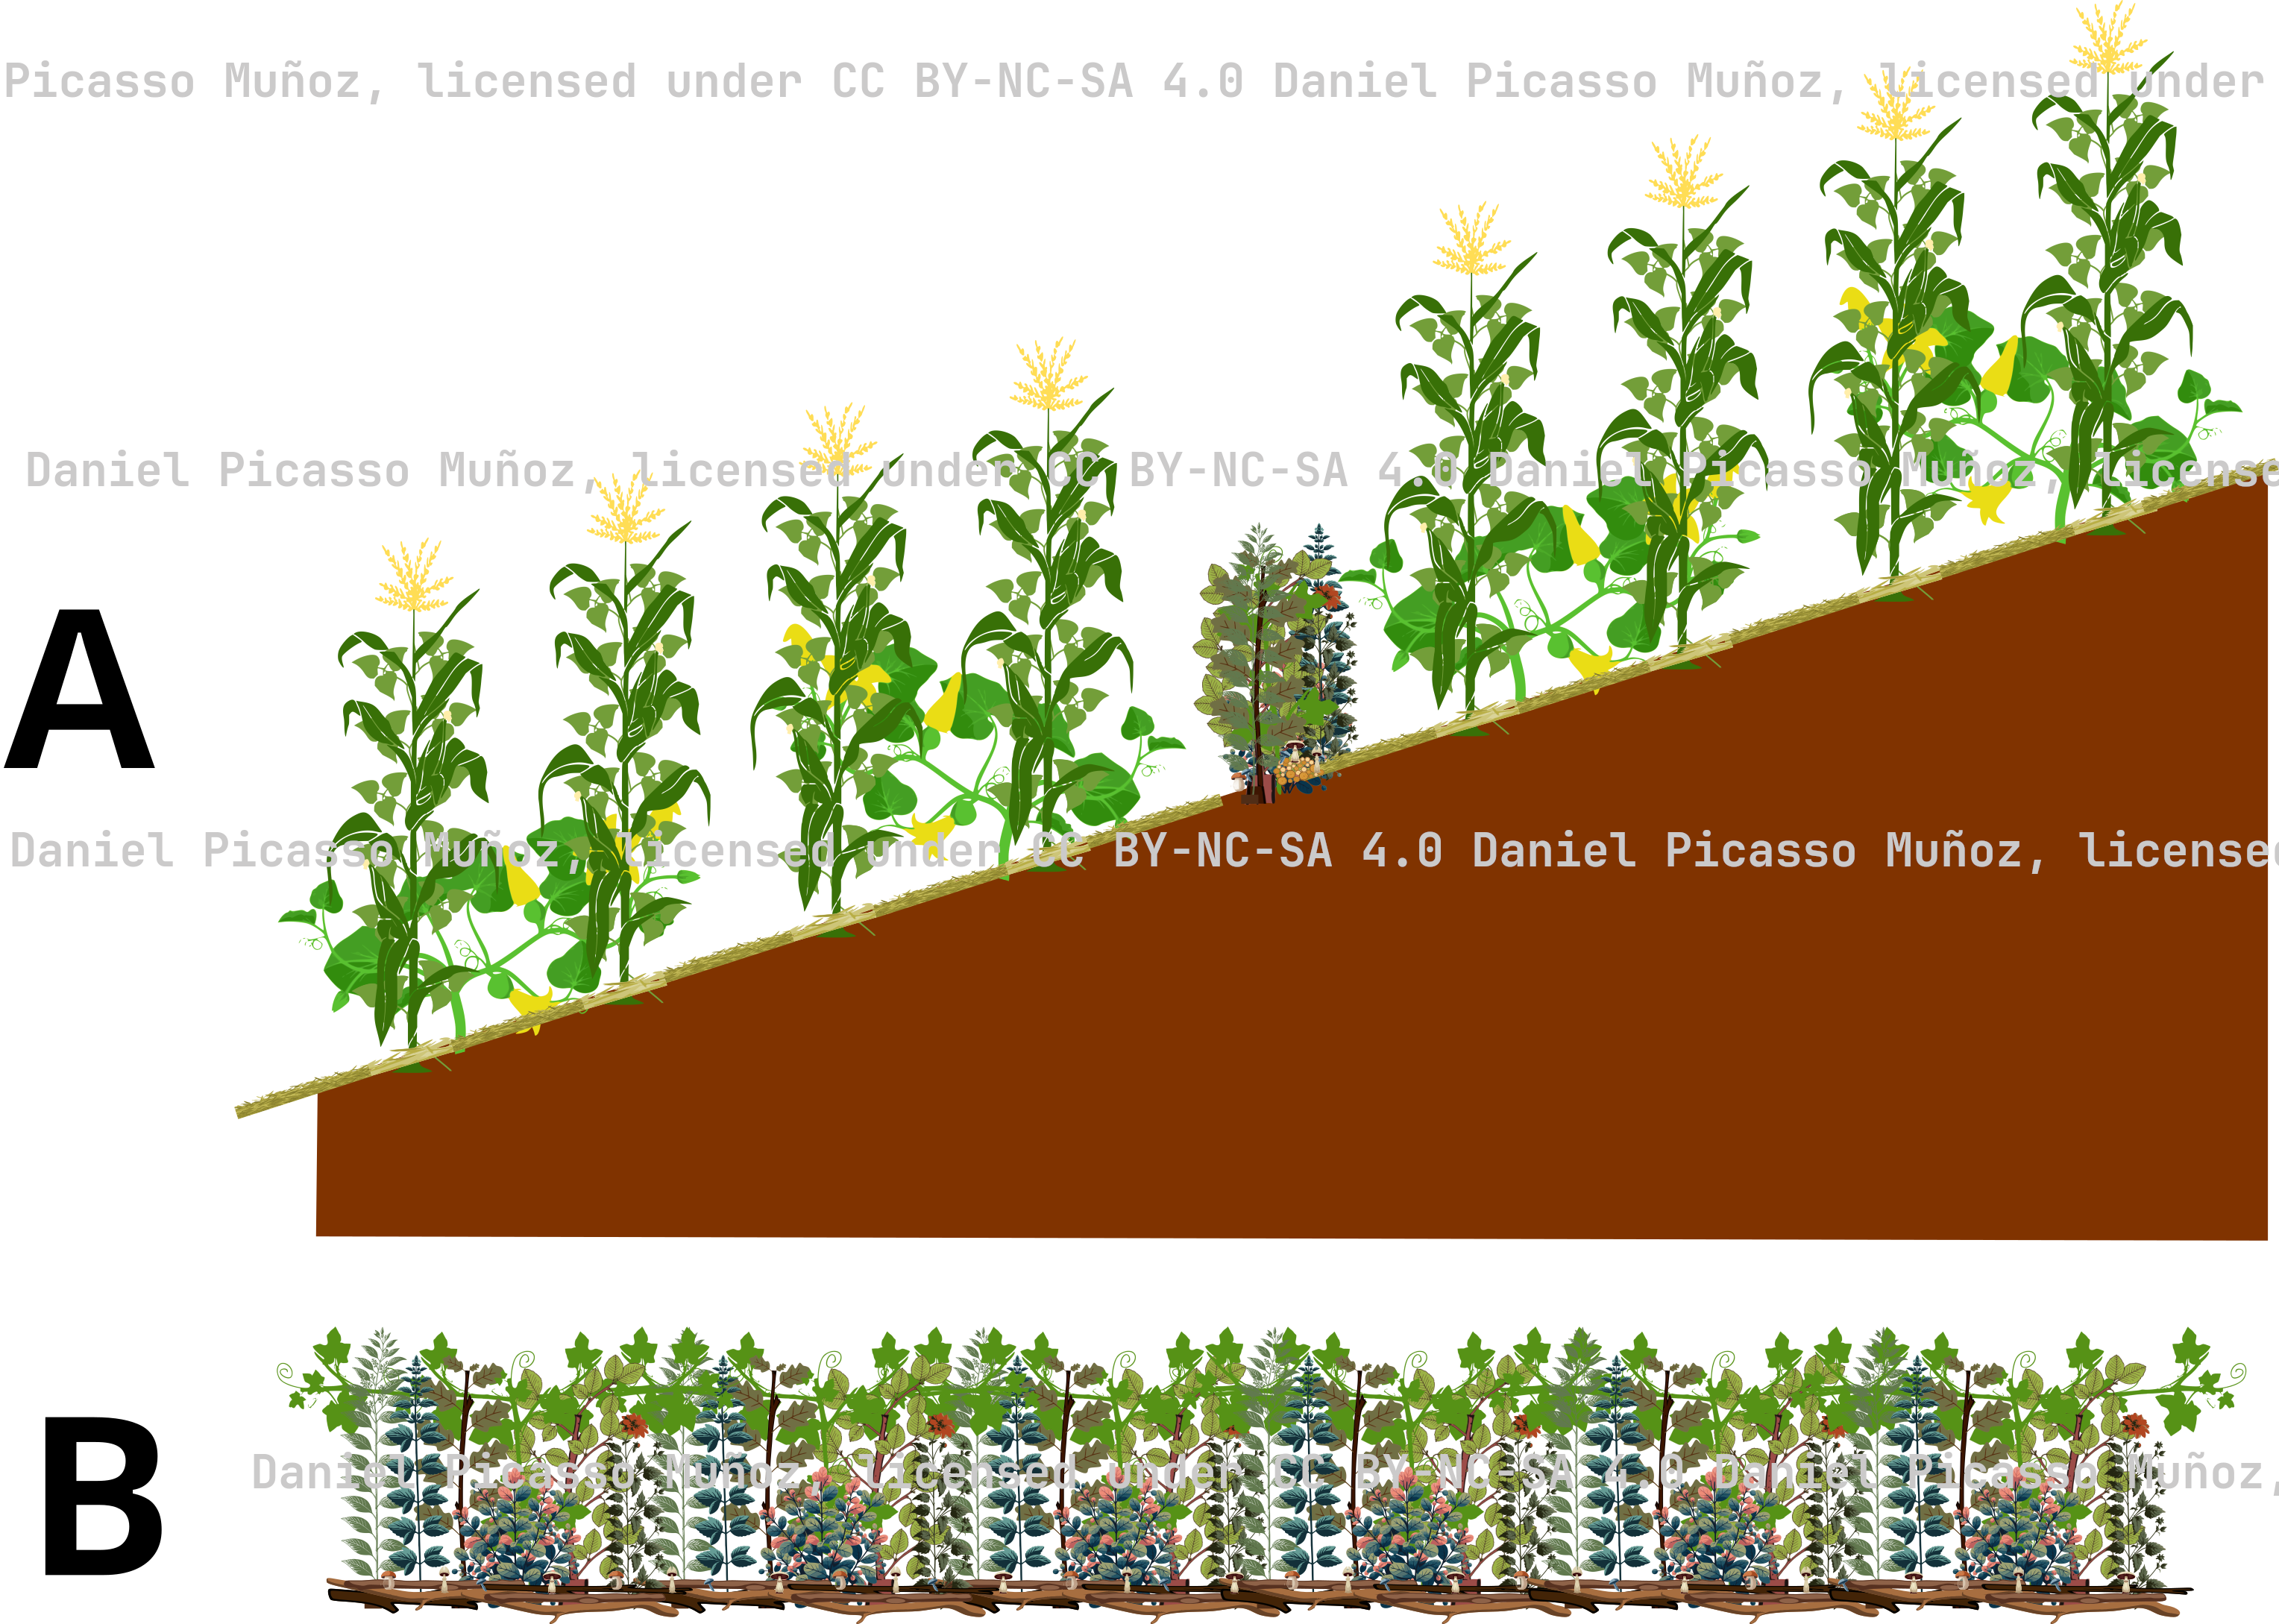 Picasso Muñoz, licensed under CC BY-NC-SA 4.0 Daniel Picasso Muñoz, licensed under
Daniel Picasso Muñoz, licensed under CC BY-NC-SA 4.0 Daniel Picasso Muñoz, license
A
Daniel Picasso Muñoz, licensed under CC BY-NC-SA 4.0 Daniel Picasso Muñoz, licensed
B
Daniel Picasso Muñoz, licensed under CC BY-NC-SA 4.0 Daniel Picasso Muñoz,